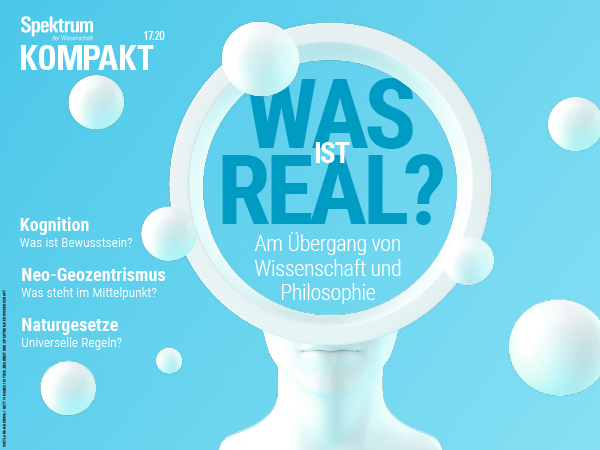 Spektrum
der Wissenschaft
17.20
KOMPAKT
WAS
IST
REAL?
Am Übergang von
Wissenschaft und
Philosophie
Kognition
Was ist Bewusstsein?
Neo-Geozentrismus
Was steht im Mittelpunkt?
Naturgesetze
Universelle Regeln?